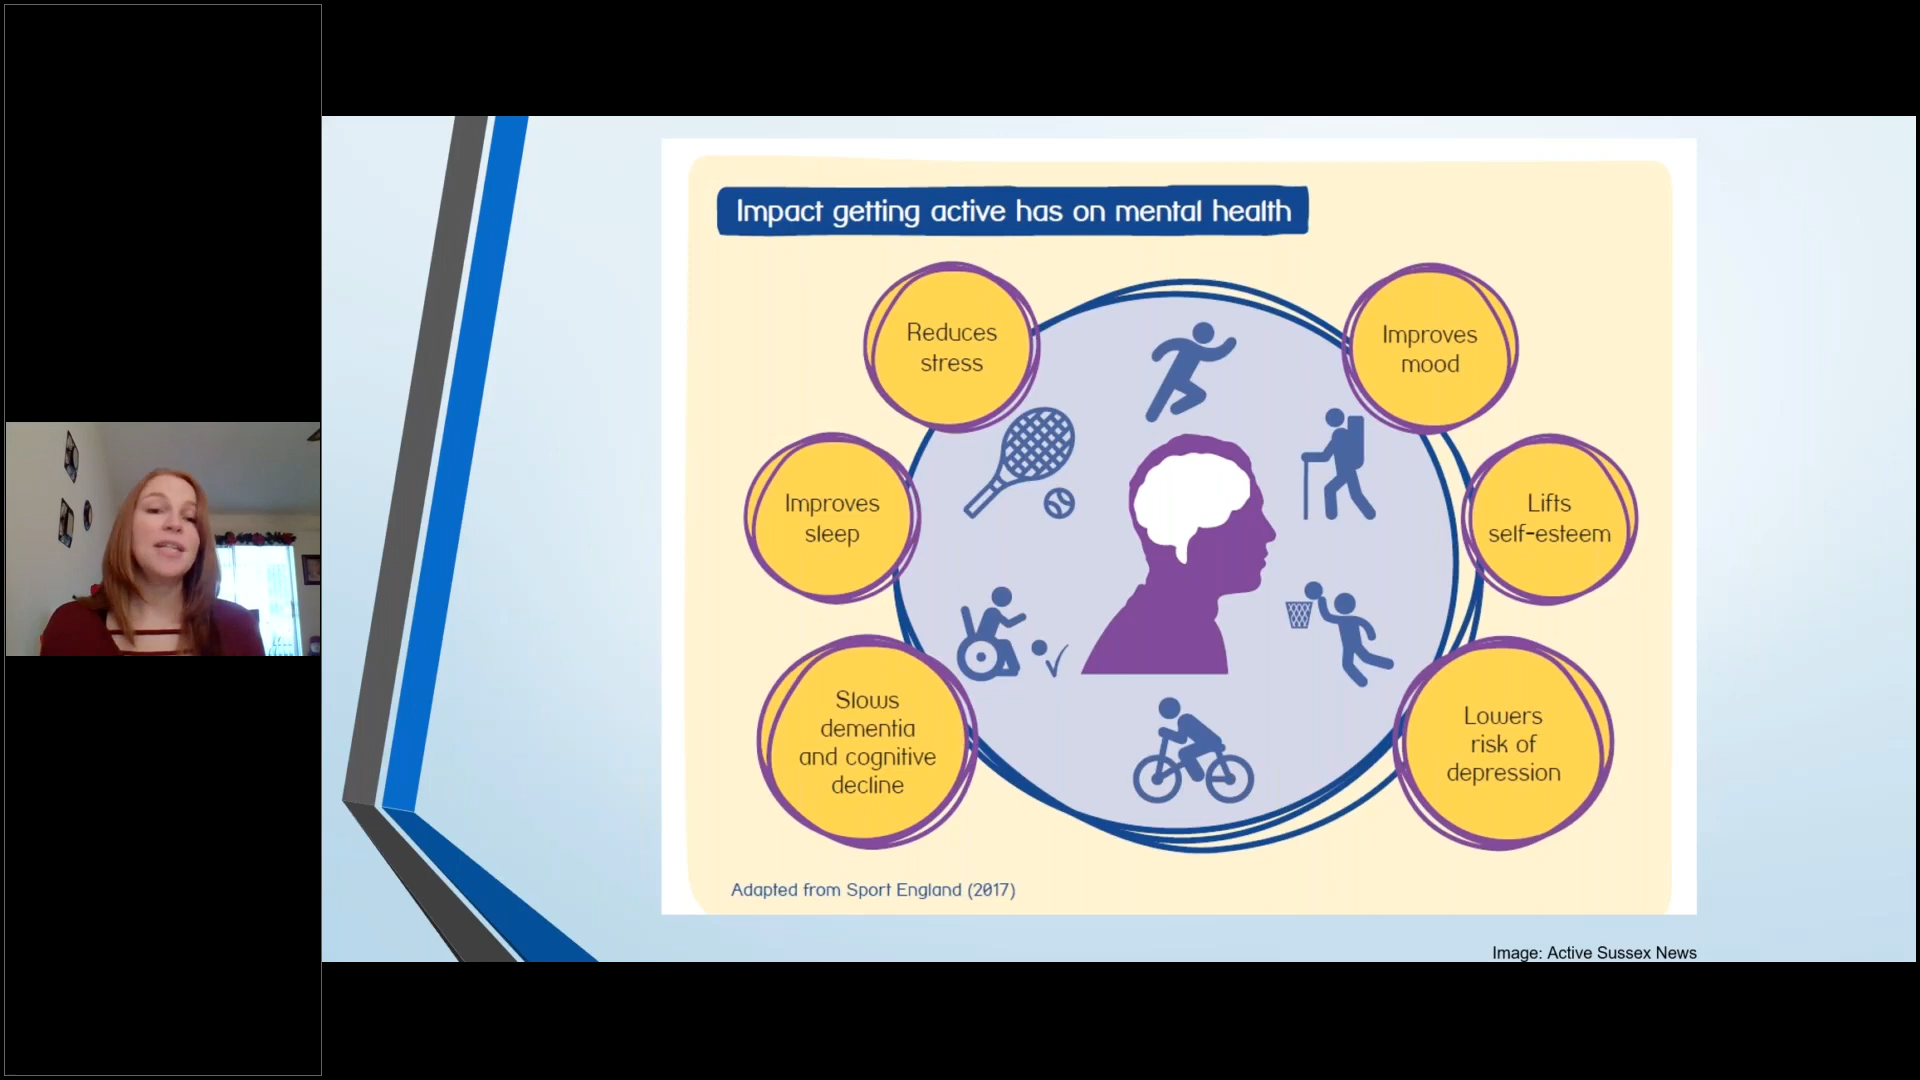 Impact getting active has on mental health
Reduces
stress
Improves
mood
Improves
sleep
Lifts
self-esteem
Slows
dementia
and cognitive
decline
Lowers
risk of
depression
Adapted from Sport England (2017)
Image: Active Sussex News